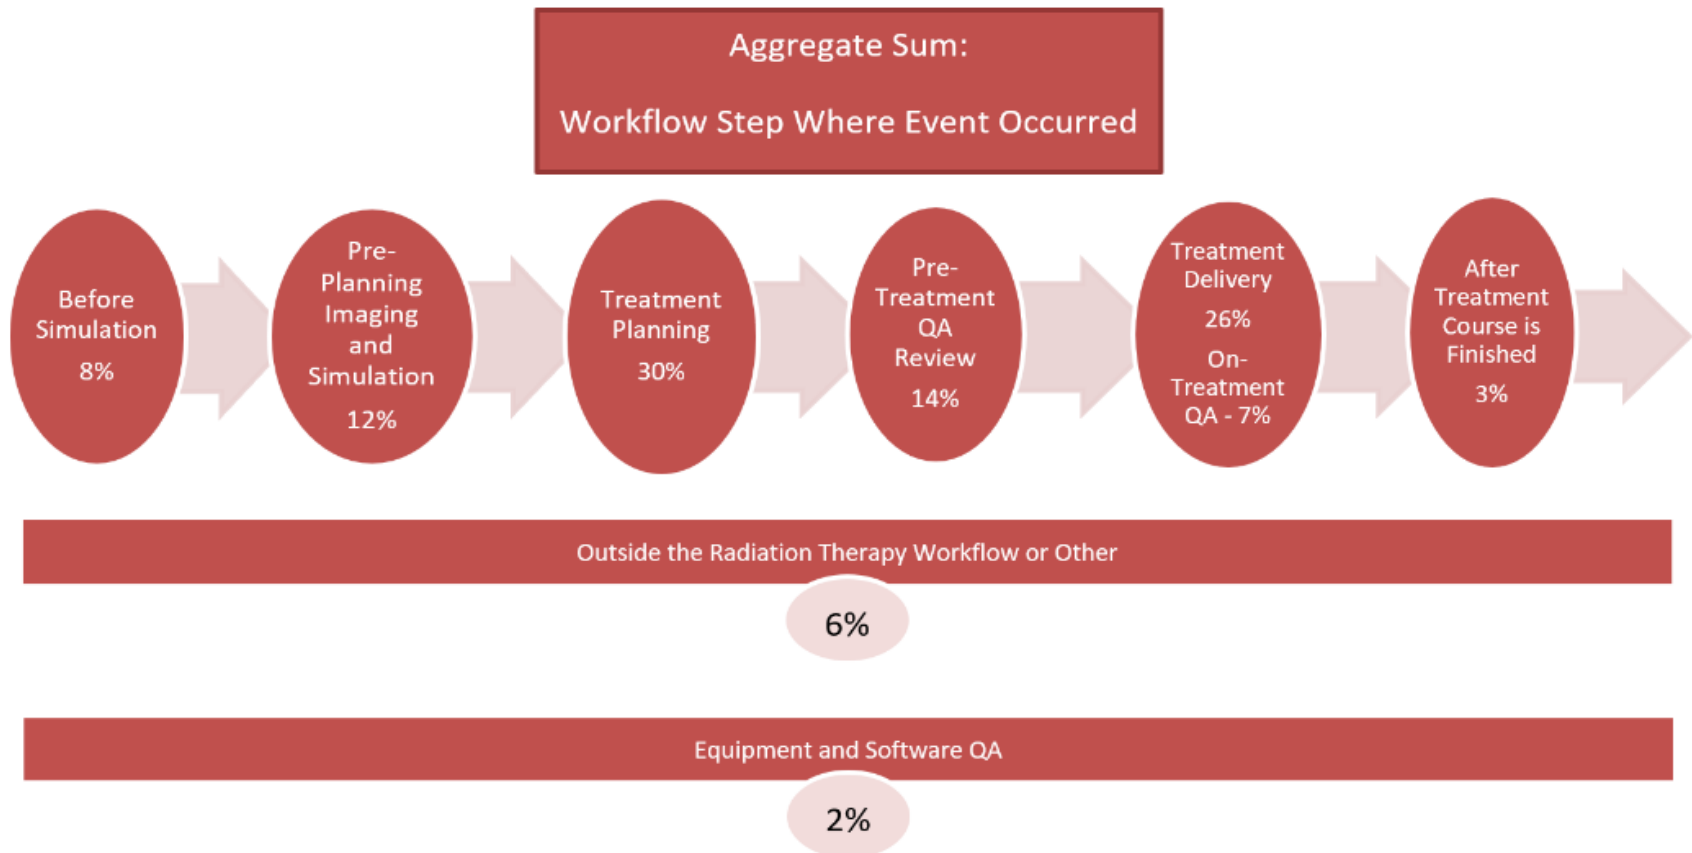 Aggregate Sum:
Workflow Step Where Event Occurred
Before
Simulation
8%
Pre-
Planning
Imaging
and
Simulation
12%
Treatment
Planning
30%
Pre-
Treatment
QA
Review
14%
Treatment
Delivery
26%
On-
Treatment
QA - 7%
After
Treatment
Course is
Finished
3%
Outside the Radiation Therapy Workflow or Other
6%
Equipment and Software QA
2%